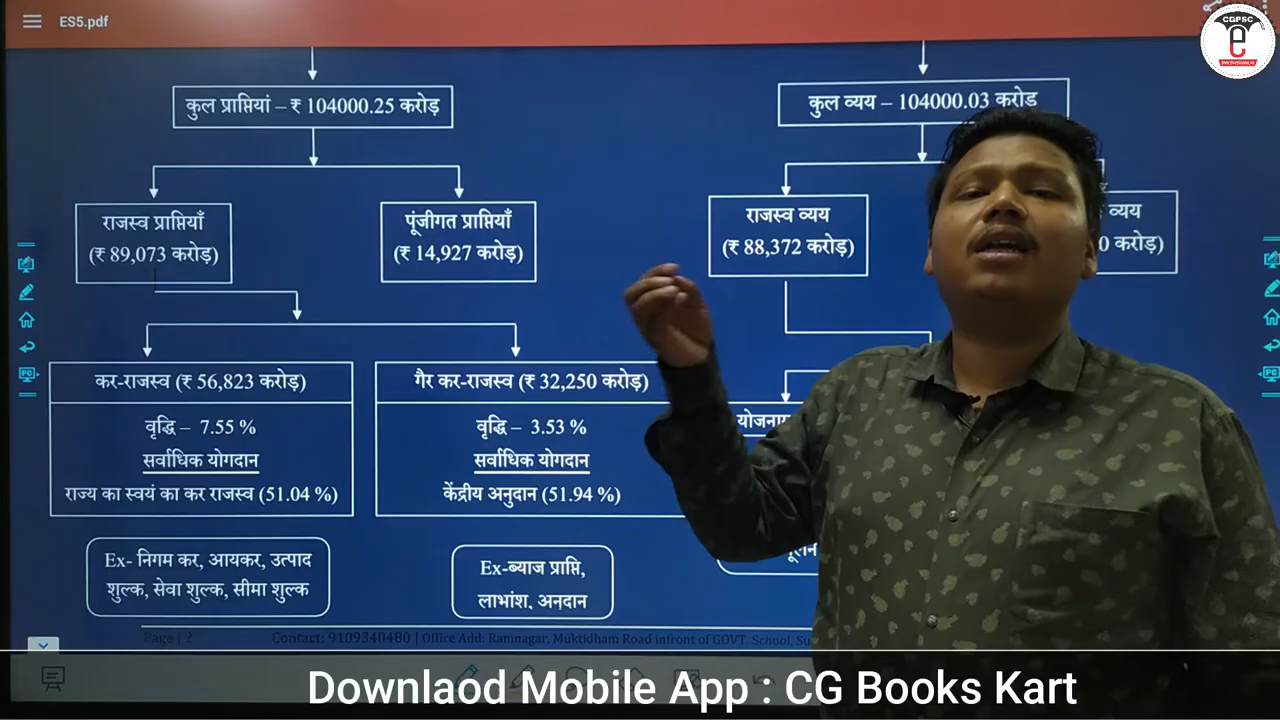 ES5.pdf
CGPSC
e
PATHSHALA
कुल प्राप्तियां – ₹ 104000.25 करोड़
कुल व्यय – 104000.03 करोड़
राजस्व प्राप्तियाँ
(₹ 89,073 करोड़)
पूंजीगत प्राप्तियाँ
(₹ 14,927 करोड़)
राजस्व व्यय
(₹ 88,372 करोड़)
व्यय
0 करोड़)
कर-राजस्व (₹ 56,823 करोड़)
वृद्धि – 7.55 %
सर्वाधिक योगदान
राज्य का स्वयं का कर राजस्व (51.04 %)
गैर कर-राजस्व (₹ 32,250 करोड़)
वृद्धि – 3.53 %
सर्वाधिक योगदान
केंद्रीय अनुदान (51.94 %)
Ex- निगम कर, आयकर, उत्पाद
शुल्क, सेवा शुल्क, सीमा शुल्क
Ex-ब्याज प्राप्ति,
लाभांश, अनुदान
Page | 2
Contact: 9109340480 | Office Add: Ramnagar, Muktidham Road infront of GOVT. School,
Downlaod Mobile App : CG Books Kart